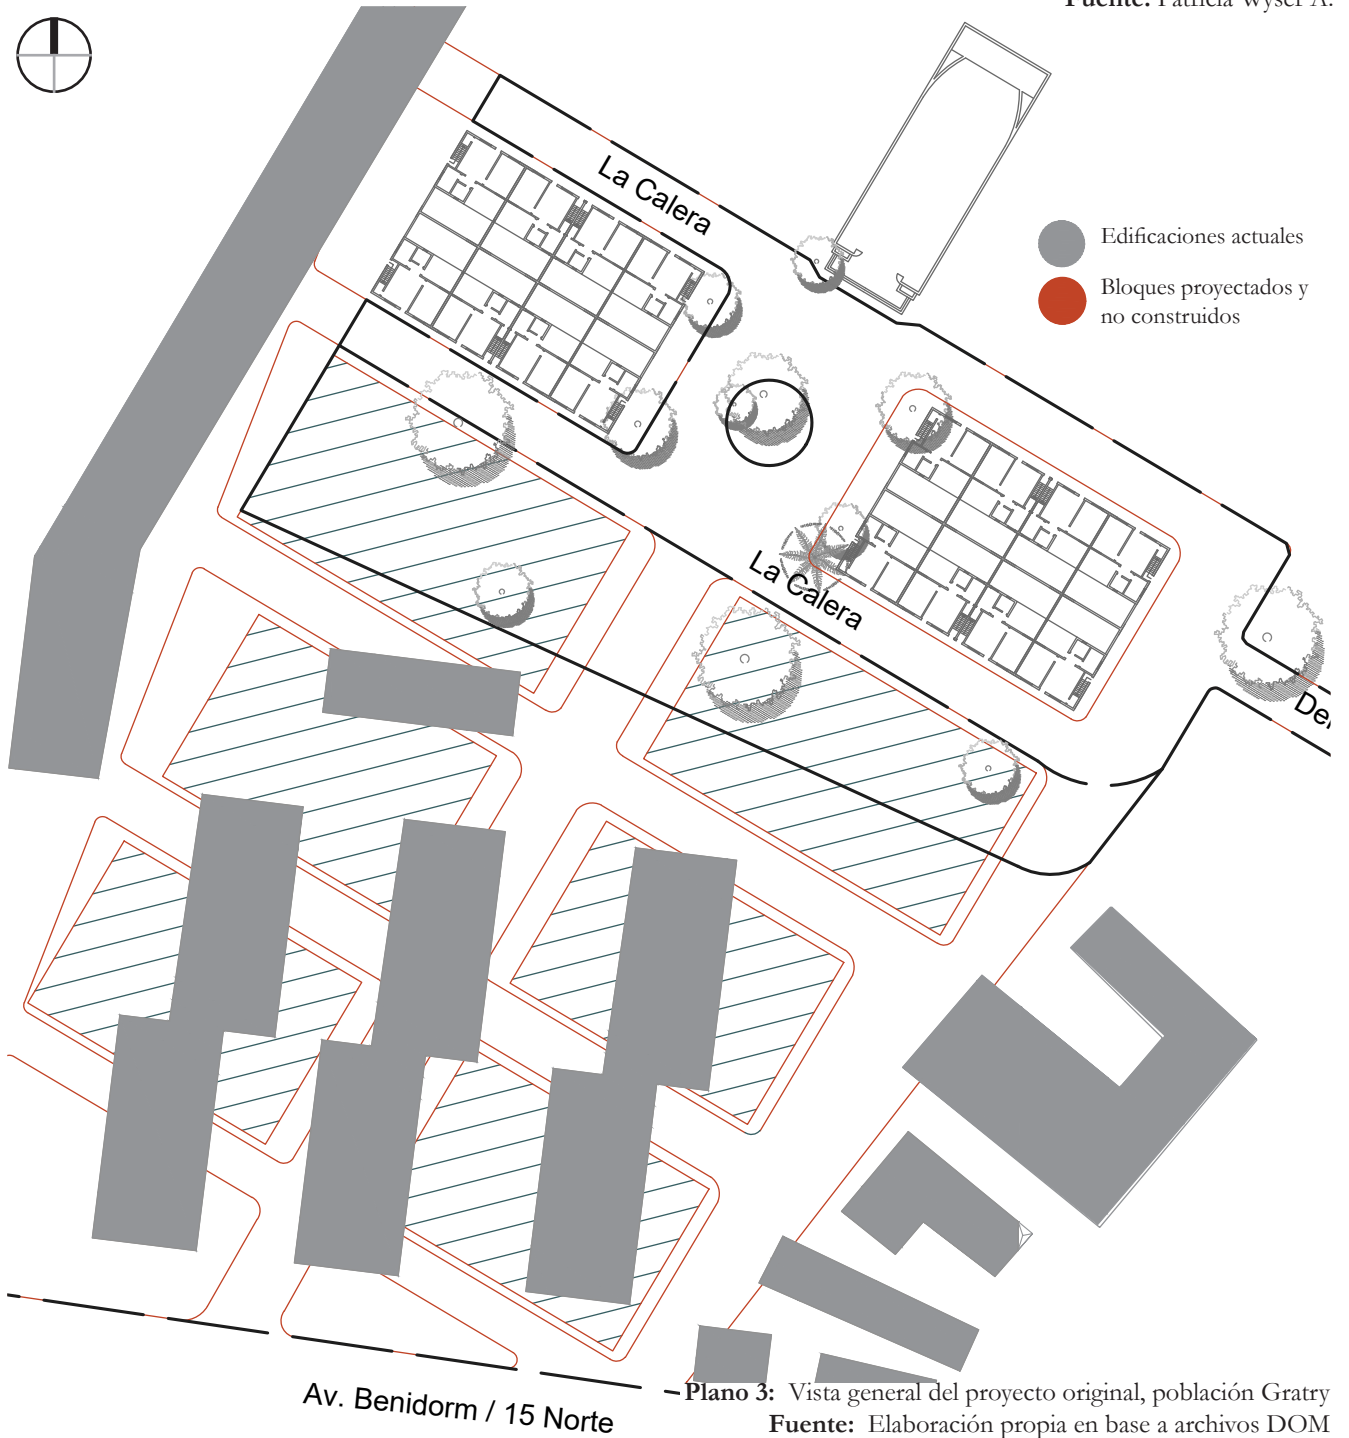 Fuente: Patricia Wyser A.
La Calera
Edificaciones actuales
Bloques proyectados y
no construidos
La Calera
Av. Benidorm / 15 Norte
Plano 3: Vista general del proyecto original, población Gratry
Fuente: Elaboración propia en base a archivos DOM